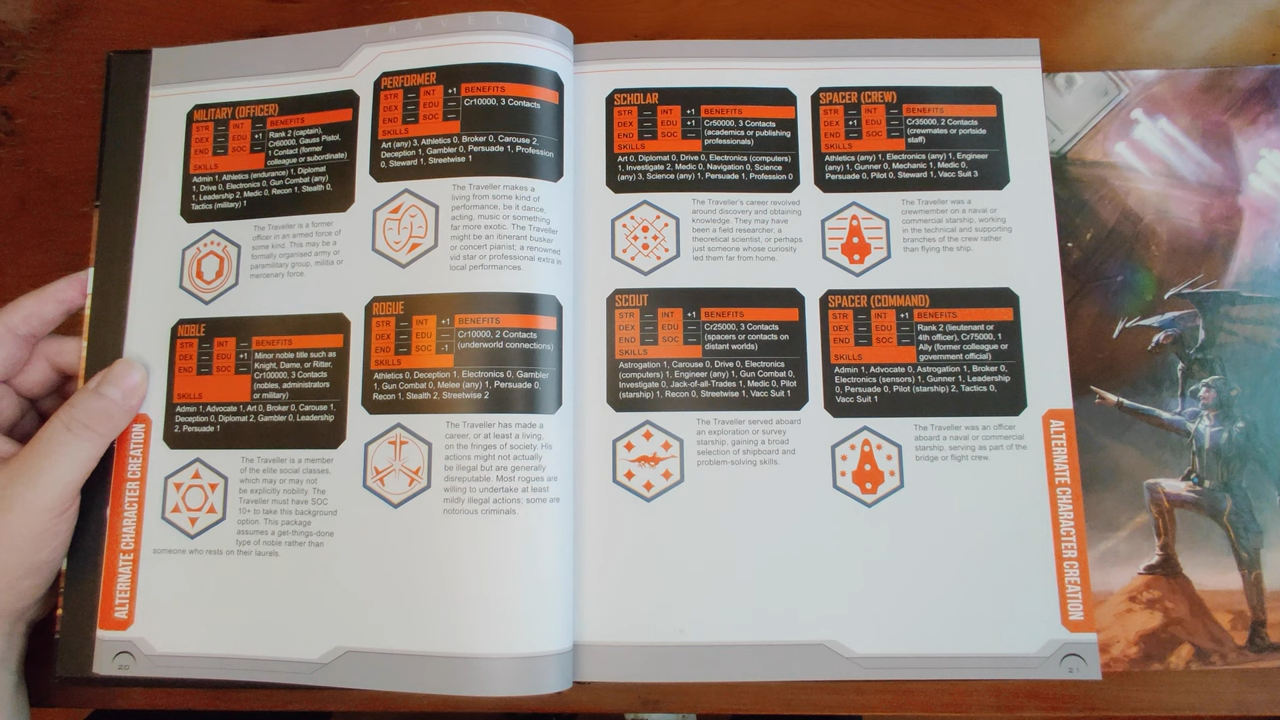 TRAVELL
MILITARY (OFFICER)
STR — INT — BENEFITS
DEX — EDU +1 Rank 2 (captain),
END — SOC — Cr60000, Gauss Pistol,
1 Contact (former
SKILLS colleague or subordinate)
Admin 1, Athletics (endurance) 1, Diplomat
1, Drive 0, Electronics 0, Gun Combat (any)
1, Leadership 2, Medic 0, Recon 1, Stealth 0,
Tactics (military) 1
The Traveller is a former
officer in an armed force of
some kind. This may be a
formally organised army or
paramilitary group, militia or
mercenary force.
NOBLE
STR — INT — BENEFITS
DEX — EDU +1 Minor noble title such as
END — SOC — Knight, Dame, or Ritter,
Cr100000, 3 Contacts
(nobles, administrators
SKILLS or military)
Admin 1, Advocate 1, Art 0, Broker 0, Carouse 1,
Deception 0, Diplomat 2, Gambler 0, Leadership
2, Persuade 1
The Traveller is a member
of the elite social classes,
which may or may not
be explicitly nobility. The
Traveller must have SOC
10+ to take this background
option. This package
assumes a get-things-done
type of noble rather than
someone who rests on their laurels.
PERFORMER
STR — INT +1 BENEFITS
DEX — EDU — Cr10000, 3 Contacts
END — SOC —
SKILLS
Art (any) 3, Athletics 0, Broker 0, Carouse 2,
Deception 1, Gambler 0, Persuade 1, Profession
0, Steward 1, Streetwise 1
The Traveller makes a
living from some kind of
performance, be it dance,
acting, music or something
far more exotic. The Traveller
might be an itinerant busker
or concert pianist; a renowned
vid star or professional extra in
local performances.
ROGUE
STR — INT +1 BENEFITS
DEX — EDU — Cr10000, 2 Contacts
END — SOC -1 (underworld connections)
SKILLS
Athletics 0, Deception 1, Electronics 0, Gambler
1, Gun Combat 0, Melee (any) 1, Persuade 0,
Recon 1, Stealth 2, Streetwise 2
The Traveller has made a
career, or at least a living,
on the fringes of society. His
actions might not actually
be illegal but are generally
disreputable. Most rogues are
willing to undertake at least
mildly illegal actions; some are
notorious criminals.
ALTERNATE CHARACTER CREATION
20
SCHOLAR
STR — INT +1 BENEFITS
DEX — EDU +1 Cr50000, 3 Contacts
END — SOC — (academics or publishing
SKILLS professionals)
Art 0, Diplomat 0, Drive 0, Electronics (computers)
1, Investigate 2, Medic 0, Navigation 0, Science
(any) 3, Science (any) 1, Persuade 1, Profession 0
The Traveller's career revolved
around discovery and obtaining
knowledge. They may have
been a field researcher, a
theoretical scientist, or perhaps
just someone whose curiosity
led them far from home.
SCOUT
STR — INT +1 BENEFITS
DEX — EDU — Cr25000, 3 Contacts
END — SOC — (spacers or contacts on
SKILLS distant worlds)
Astrogation 1, Carouse 0, Drive 0, Electronics
(computers) 1, Engineer (any) 1, Gun Combat 0,
Investigate 0, Jack-of-all-Trades 1, Medic 0, Pilot
(starship) 1, Recon 0, Streetwise 1, Vacc Suit 1
The Traveller served aboard
an exploration or survey
starship, gaining a broad
selection of shipboard and
problem-solving skills.
SPACER (CREW)
STR — INT — BENEFITS
DEX +1 EDU — Cr35000, 2 Contacts
END — SOC — (crewmates or portside
SKILLS staff)
Athletics (any) 1, Electronics (any) 1, Engineer
(any) 1, Gunner 0, Mechanic 1, Medic 0,
Persuade 0, Pilot 0, Steward 1, Vacc Suit 3
The Traveller was a
crewmember on a naval or
commercial starship, working
in the technical and supporting
branches of the crew rather
than flying the ship.
SPACER (COMMAND)
STR — INT +1 BENEFITS
DEX — EDU — Rank 2 (lieutenant or
END — SOC — 4th officer), Cr75000, 1
Ally (former colleague or
SKILLS government official)
Admin 1, Advocate 0, Astrogation 1, Broker 0,
Electronics (sensors) 1, Gunner 1, Leadership
0, Persuade 0, Pilot (starship) 2, Tactics 0,
Vacc Suit 1
The Traveller was an officer
aboard a naval or commercial
starship, serving as part of the
bridge or flight crew.
ALTERNATE CHARACTER CREATION
21